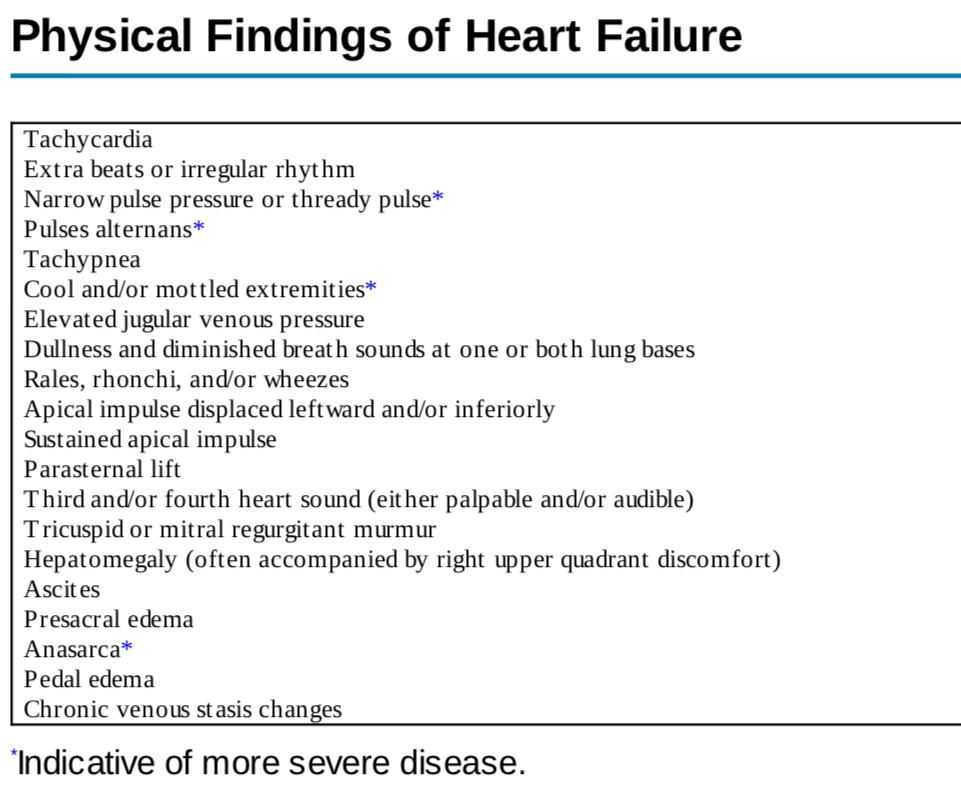 Physical Findings of Heart Failure
Tachycardia
Extra beats or irregular rhythm
Narrow pulse pressure or thready pulse*
Pulses alternans*
Tachypnea
Cool and/or mottled extremities*
Elevated jugular venous pressure
Dullness and diminished breath sounds at one or both lung bases
Rales, rhonchi, and/or wheezes
Apical impulse displaced leftward and/or inferiorly
Sustained apical impulse
Parasternal lift
Third and/or fourth heart sound (either palpable and/or audible)
Tricuspid or mitral regurgitant murmur
Hepatomegaly (often accompanied by right upper quadrant discomfort)
Ascites
Presacral edema
Anasarca*
Pedal edema
Chronic venous stasis changes
*Indicative of more severe disease.